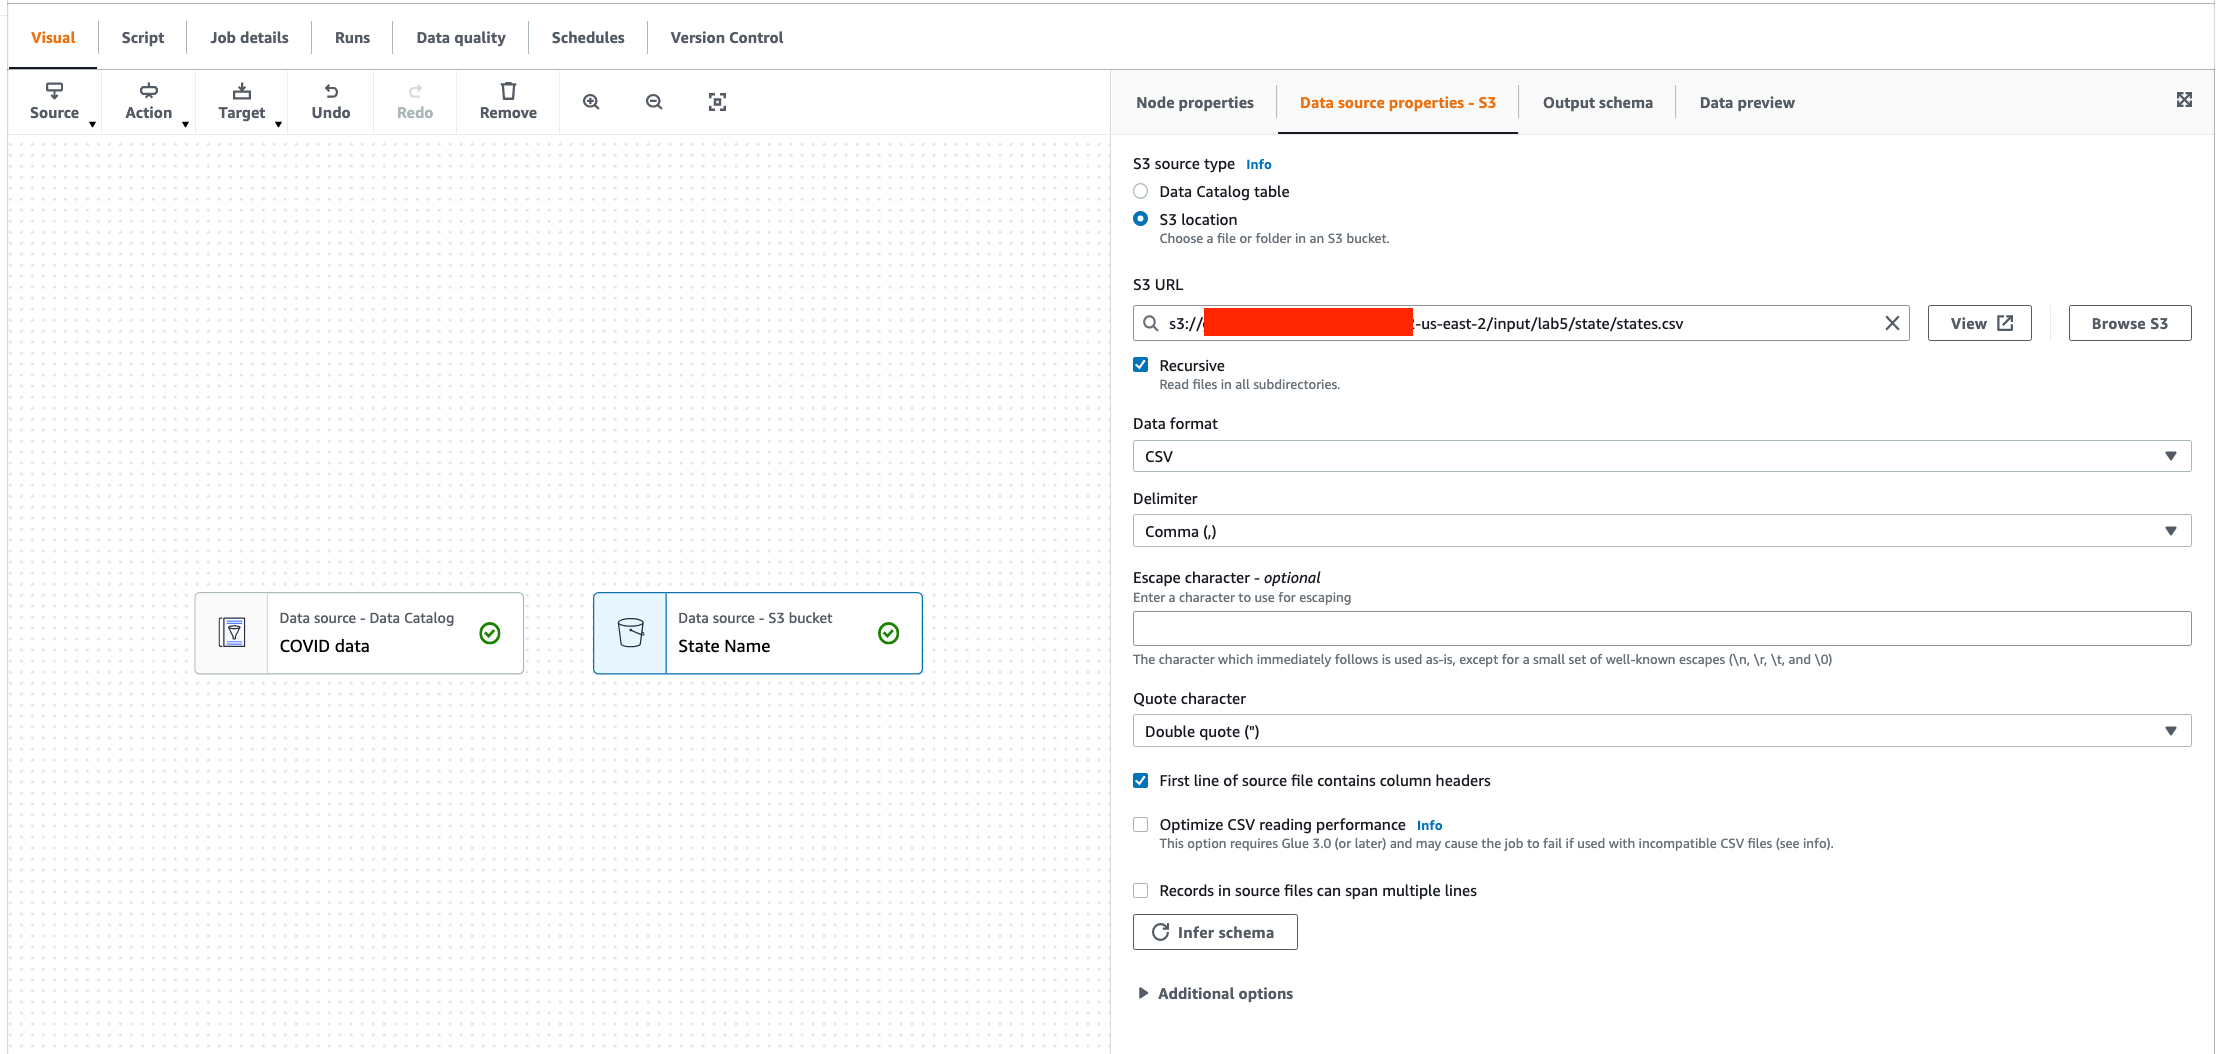 Visual
Script
Job details
Runs
Data quality
Schedules
Version Control
Source
Action
Target
Undo
Redo
Remove
Node properties
Data source properties - S3
Output schema
Data preview
Data source - Data Catalog
COVID data
Data source - S3 bucket
State Name
S3 source type Info
Data Catalog table
S3 location
Choose a file or folder in an S3 bucket.
S3 URL
s3:// -us-east-2/input/lab5/state/states.csv
View
Browse S3
Recursive
Read files in all subdirectories.
Data format
CSV
Delimiter
Comma (,)
Escape character - optional
Enter a character to use for escaping
The character which immediately follows is used as-is, except for a small set of well-known escapes (\n, \r, \t, and \0)
Quote character
Double quote (")
First line of source file contains column headers
Optimize CSV reading performance Info
This option requires Glue 3.0 (or later) and may cause the job to fail if used with incompatible CSV files (see info).
Records in source files can span multiple lines
Infer schema
Additional options